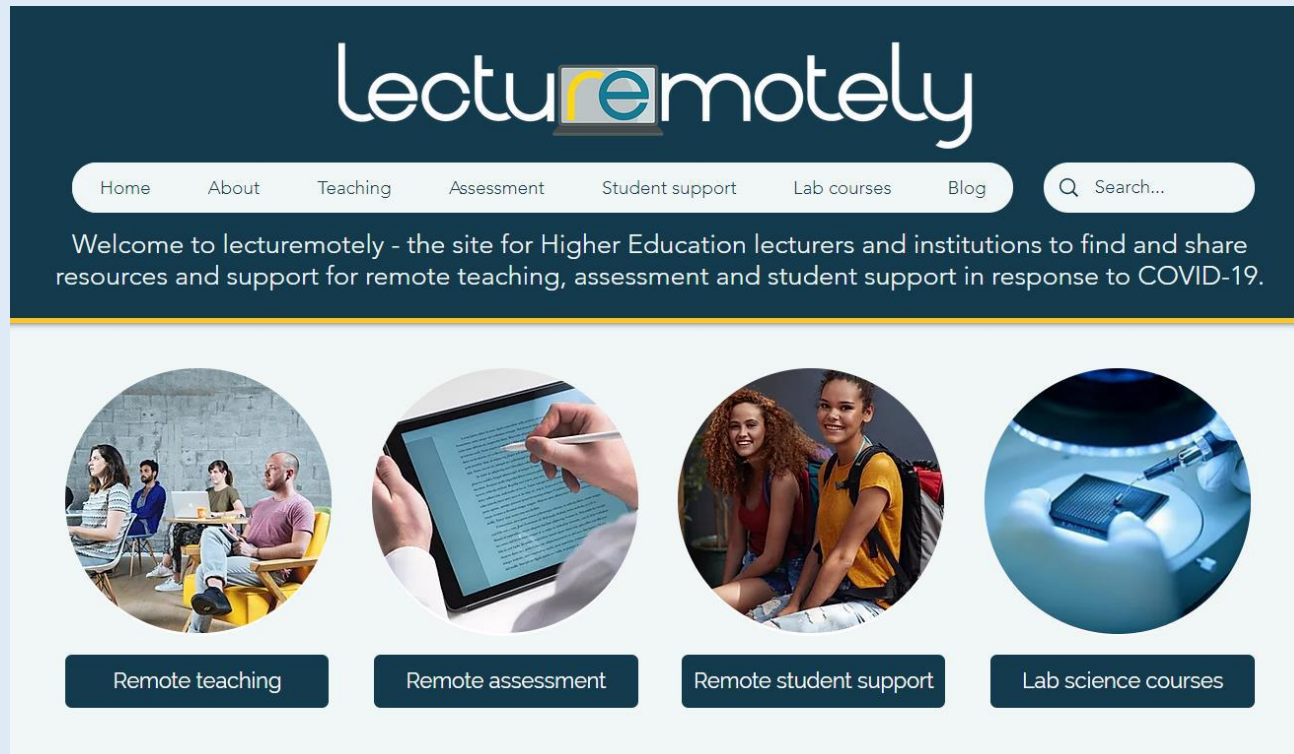 lecturemotely
Home About Teaching Assessment Student support Lab courses Blog Search...
Welcome to lecturemotely - the site for Higher Education lecturers and institutions to find and share
resources and support for remote teaching, assessment and student support in response to COVID-19.
Remote teaching Remote assessment Remote student support Lab science courses